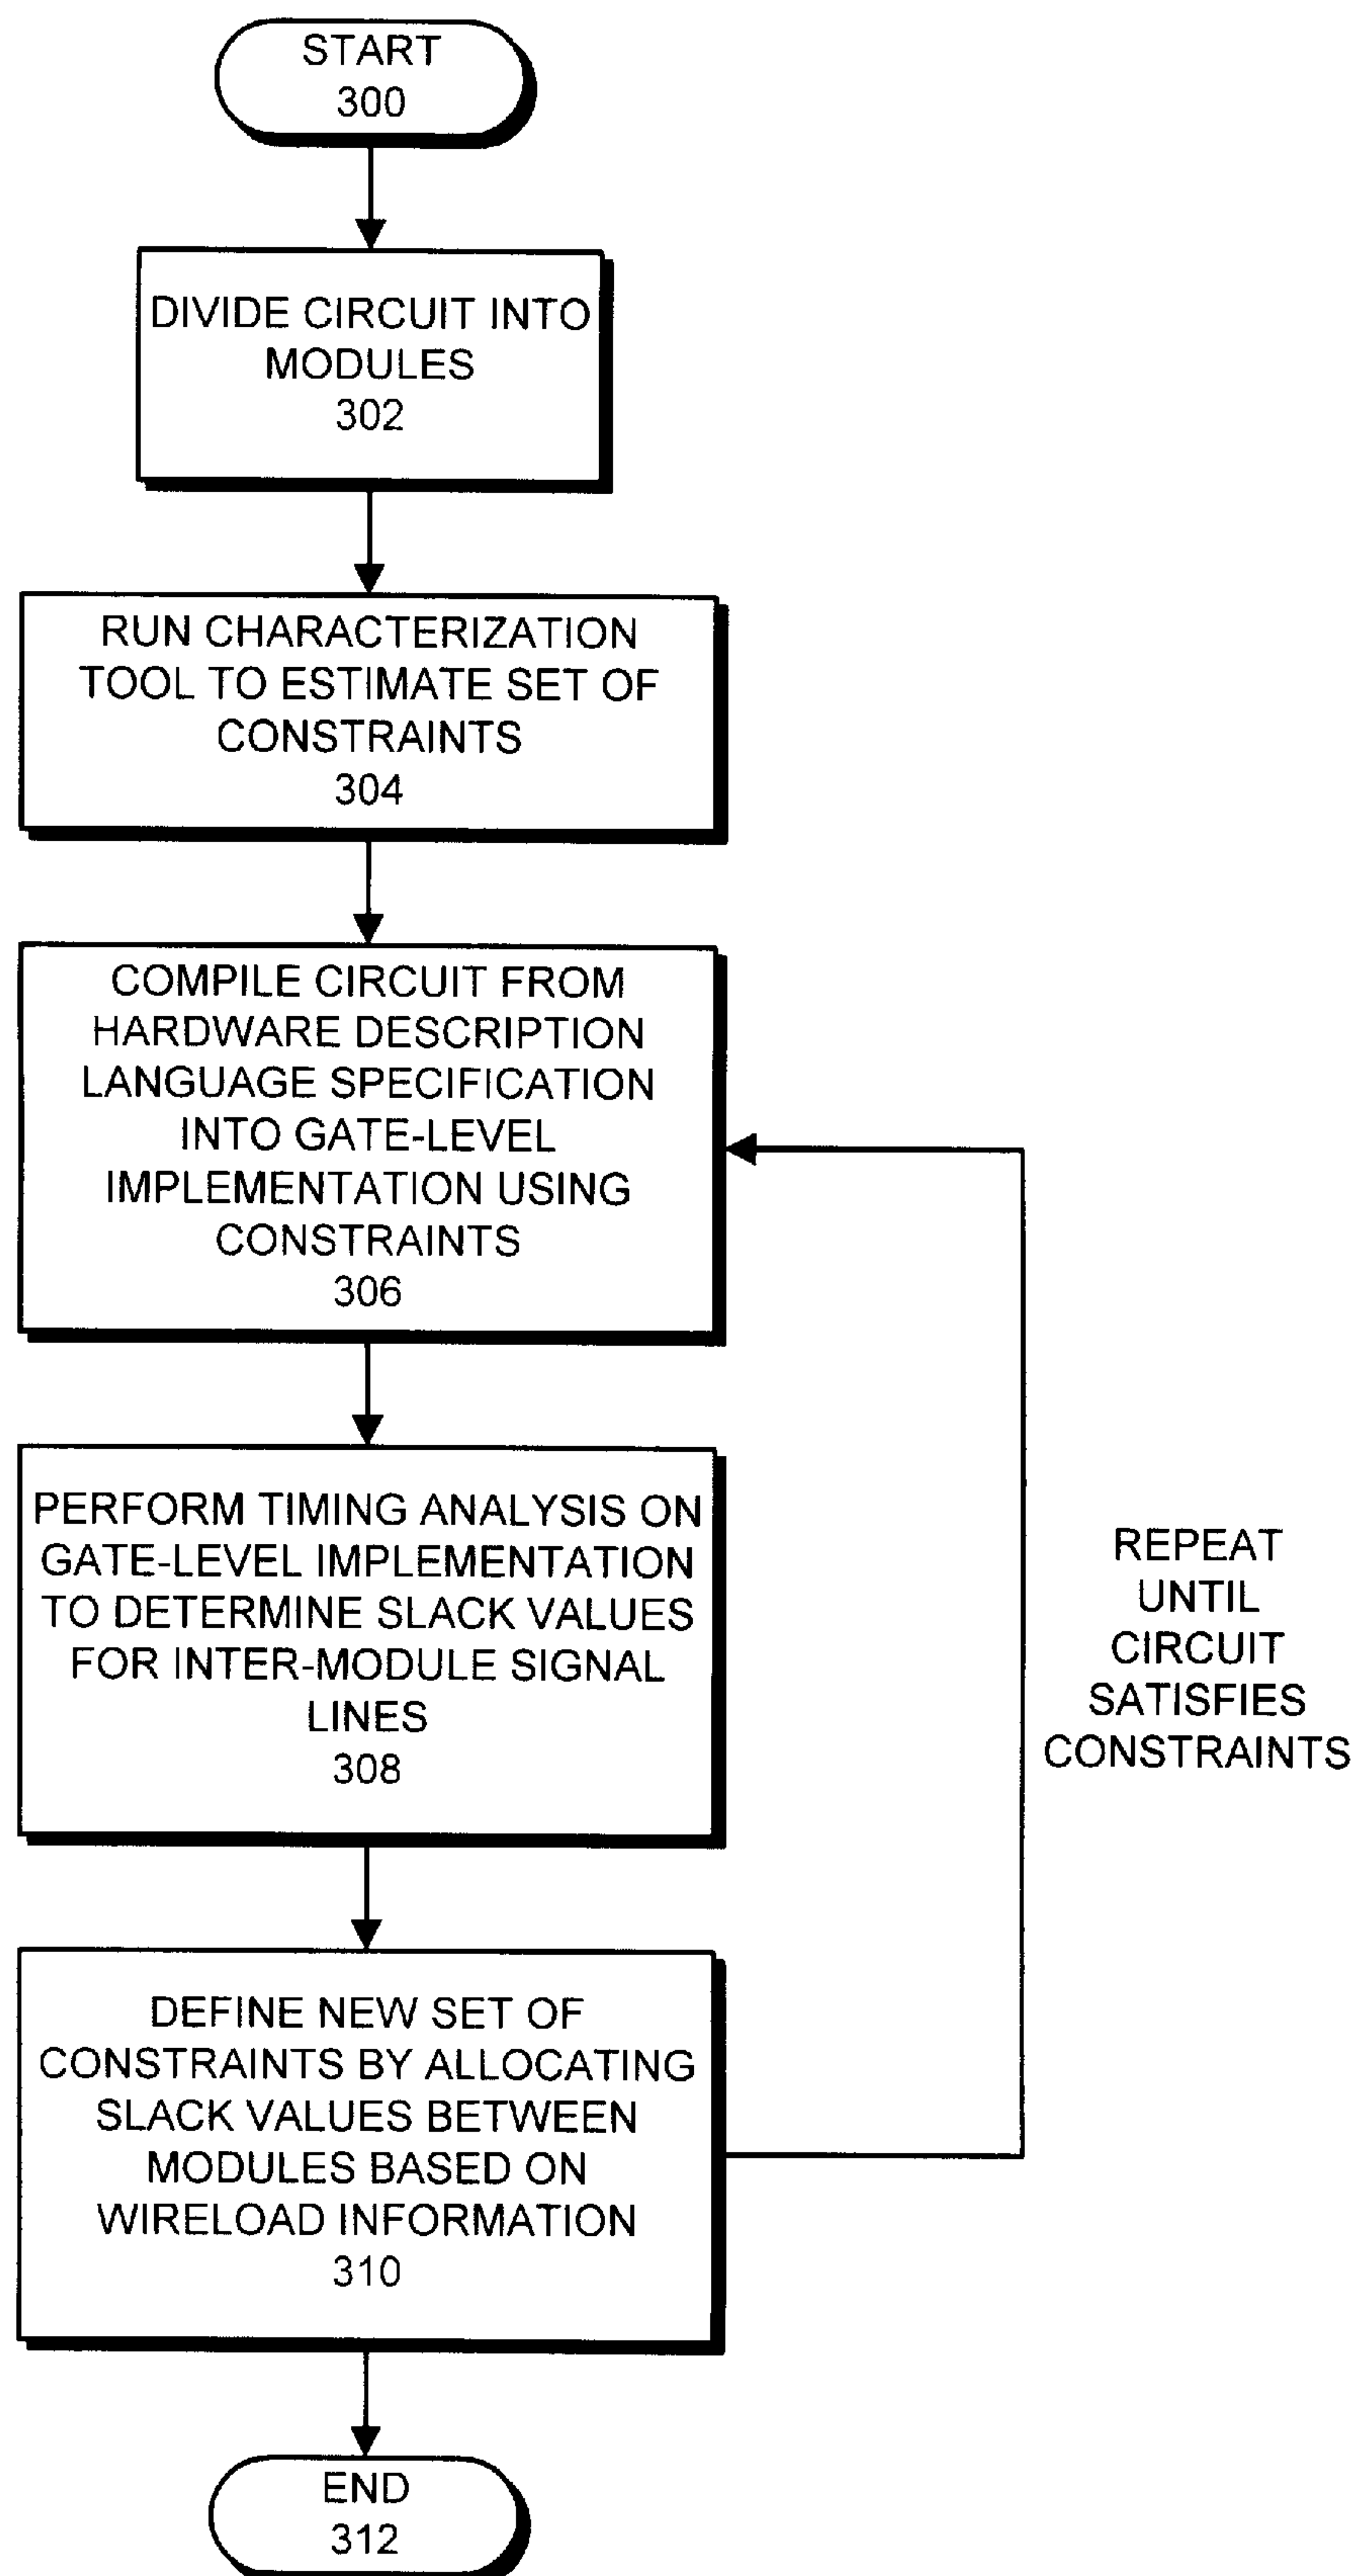 START
300
DIVIDE CIRCUIT INTO
MODULES
302
RUN CHARACTERIZATION
TOOL TO ESTIMATE SET OF
CONSTRAINTS
304
COMPILE CIRCUIT FROM
HARDWARE DESCRIPTION
LANGUAGE SPECIFICATION
INTO GATE-LEVEL
IMPLEMENTATION USING
CONSTRAINTS
306
PERFORM TIMING ANALYSIS ON
GATE-LEVEL IMPLEMENTATION
TO DETERMINE SLACK VALUES
FOR INTER-MODULE SIGNAL
LINES
308
REPEAT
UNTIL
CIRCUIT
SATISFIES
CONSTRAINTS
DEFINE NEW SET OF
CONSTRAINTS BY ALLOCATING
SLACK VALUES BETWEEN
MODULES BASED ON
WIRELOAD INFORMATION
310
END
312